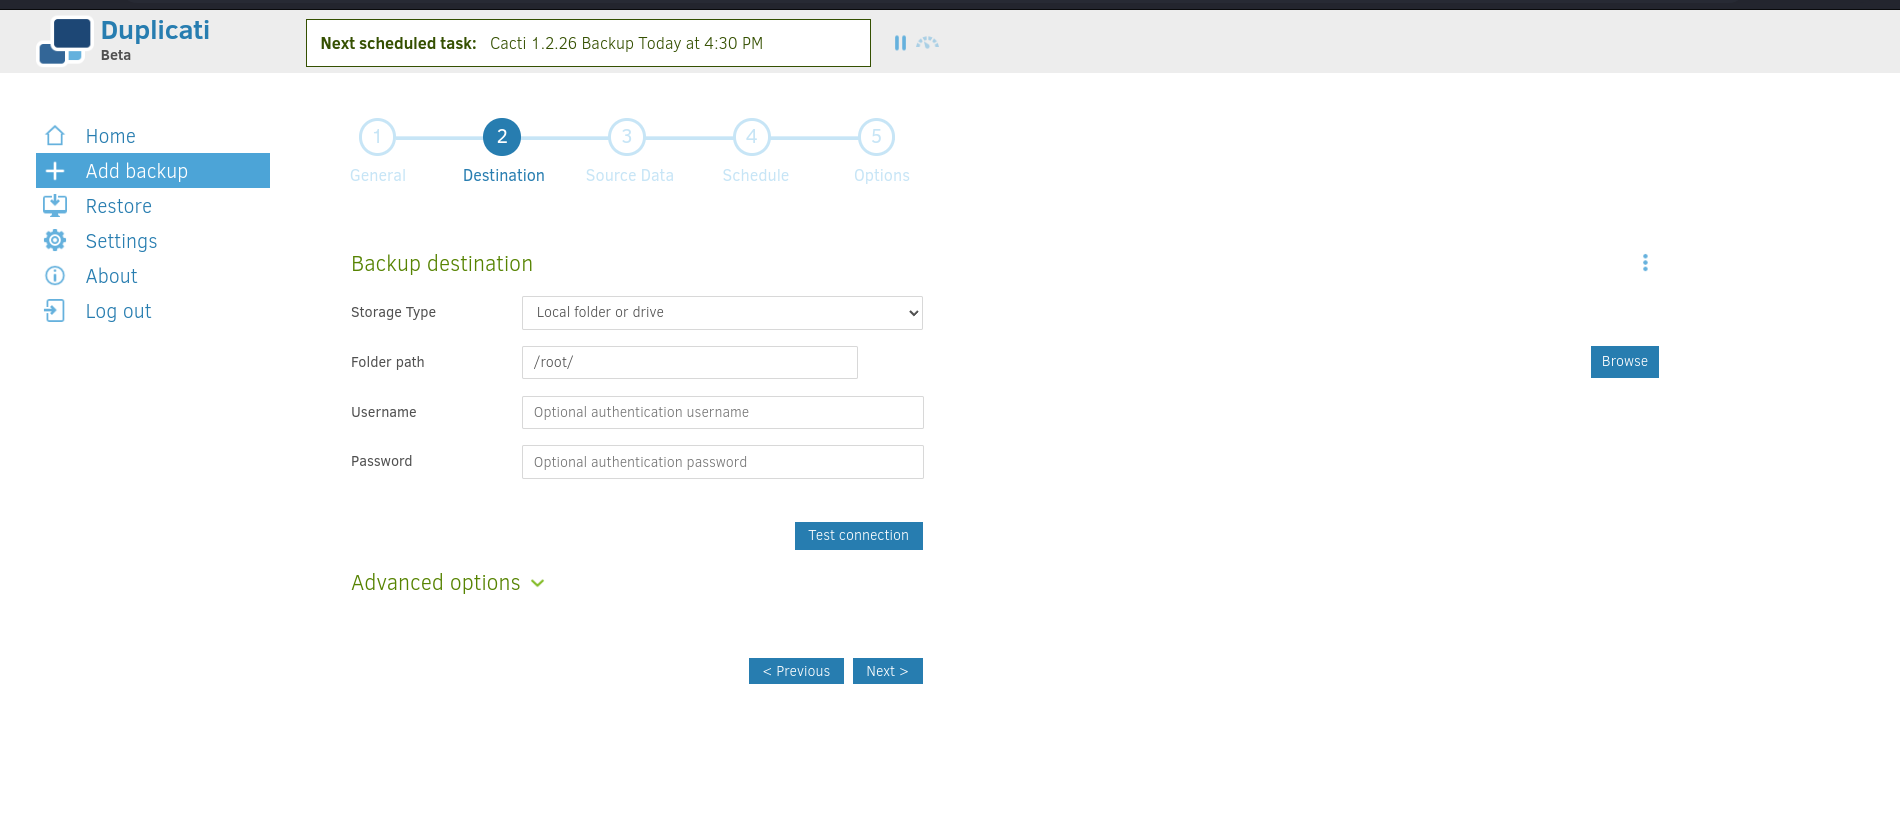 Duplicati
Beta
Next scheduled task: Cacti 1.2.26 Backup Today at 4:30 PM
Home
Add backup
Restore
Settings
About
Log out
1 2 3 4 5
General Destination Source Data Schedule Options
Backup destination
Storage Type Local folder or drive
Folder path /root/ Browse
Username Optional authentication username
Password Optional authentication password
Test connection
Advanced options
< Previous Next >